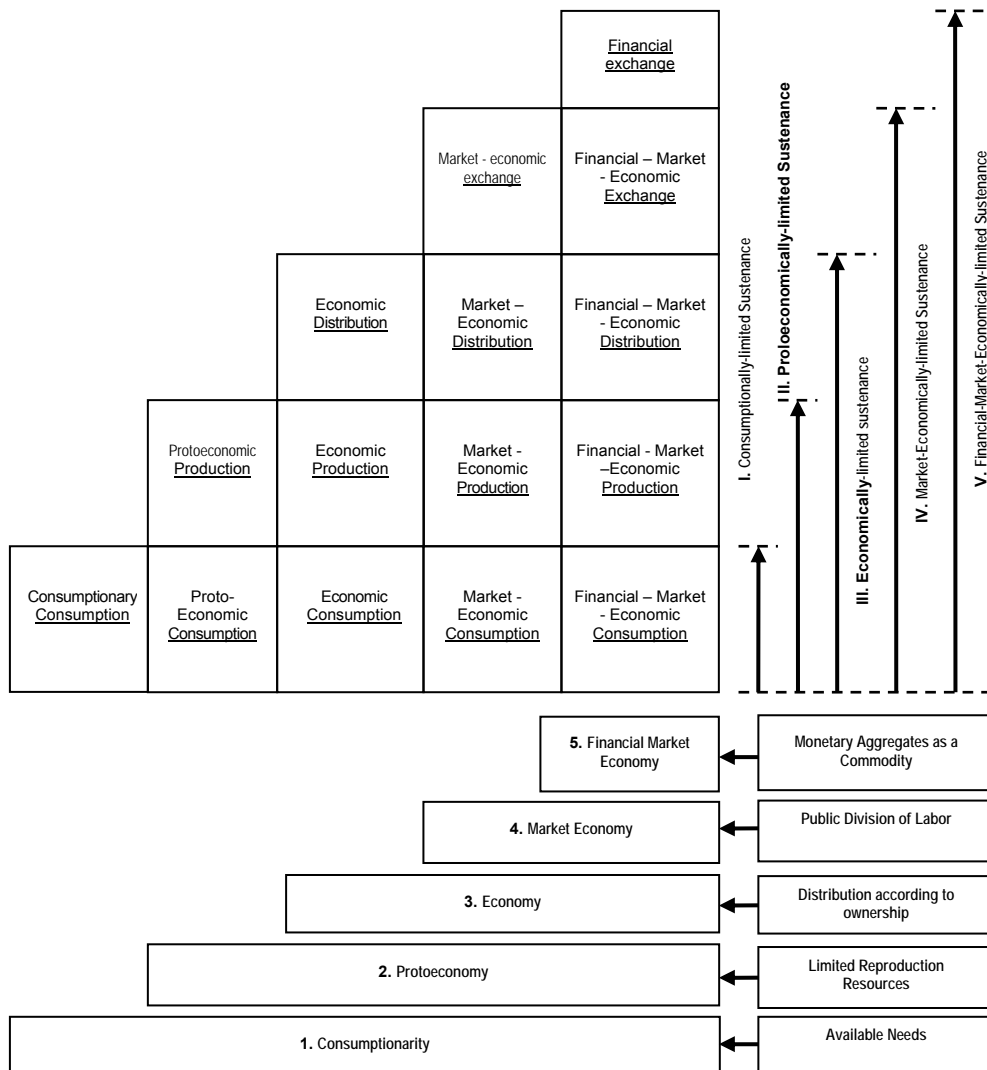 Financial
exchange
Market - economic
exchange
Financial – Market
- Economic
Exchange
Economic
Distribution
Market –
Economic
Distribution
Financial – Market
- Economic
Distribution
Protoeconomic
Production
Economic
Production
Market -
Economic
Production
Financial - Market
–Economic
Production
Consumptionary
Consumption
Proto-
Economic
Consumption
Economic
Consumption
Market -
Economic
Consumption
Financial – Market
- Economic
Consumption
I. Consumptionally-limited Sustenance
I II. Proloeconomically-limited Sustenance
III. Economically-limited sustenance
IV. Market-Economically-limited Sustenance
V. Financial-Market-Economically-limited Sustenance
5. Financial Market
Economy
Monetary Aggregates as a
Commodity
4. Market Economy
Public Division of Labor
3. Economy
Distribution according to
ownership
2. Protoeconomy
Limited Reproduction
Resources
1. Consumptionarity
Available Needs